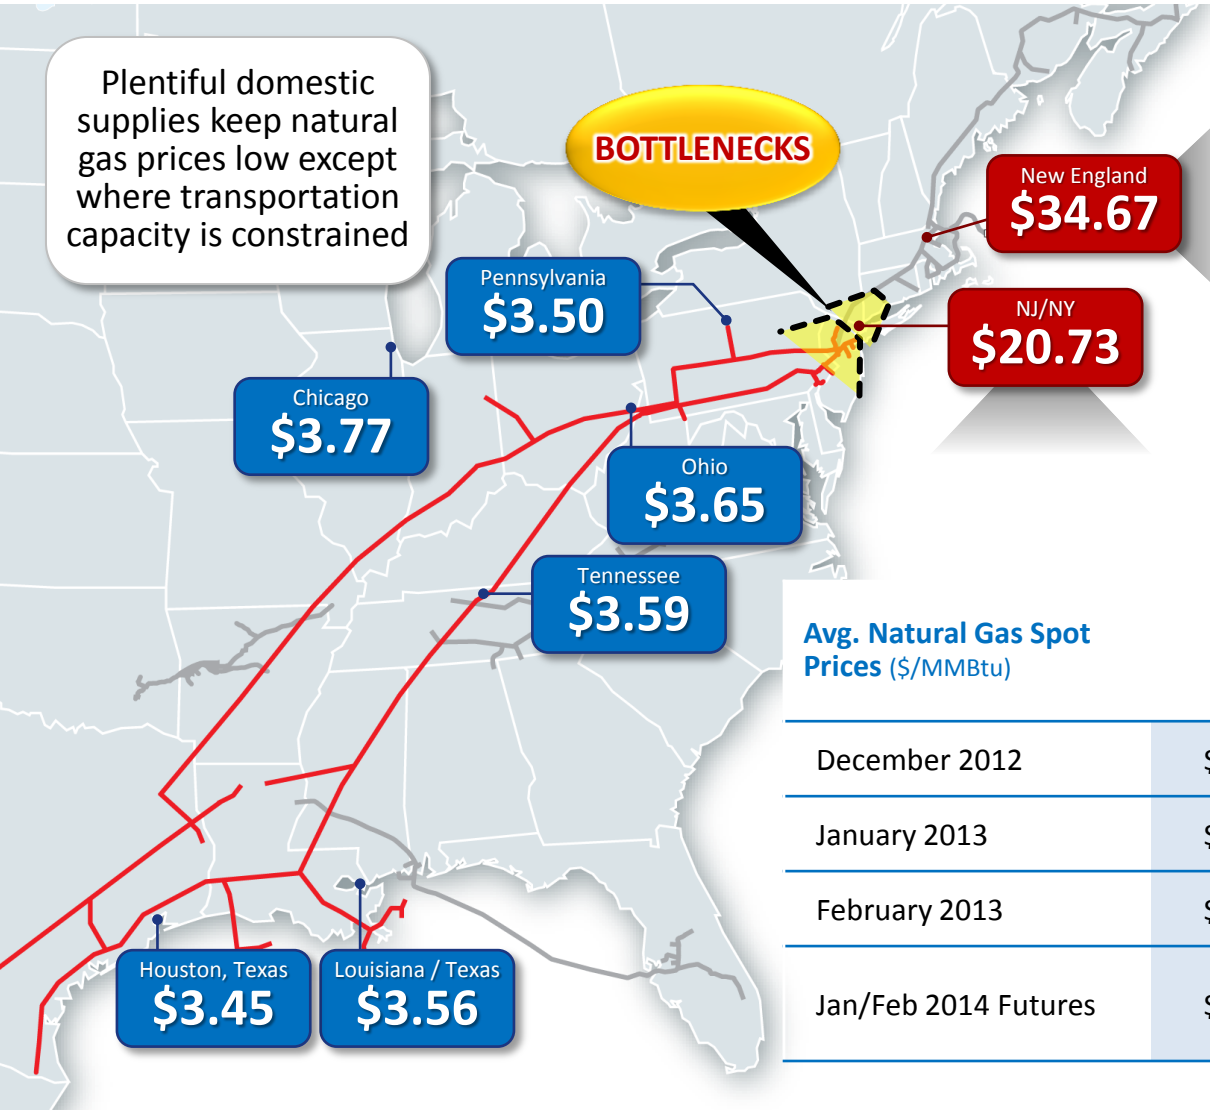 Plentiful domestic
supplies keep natural
gas prices low except
where transportation
capacity is constrained
BOTTLENECKS
New England
$34.67
Pennsylvania
$3.50
NJ/NY
$20.73
Chicago
$3.77
Ohio
$3.65
Tennessee
$3.59
Avg. Natural Gas Spot
Prices ($/MMBtu)
December 2012 $
January 2013 $
February 2013 $
Jan/Feb 2014 Futures $
Houston, Texas
$3.45
Louisiana / Texas
$3.56